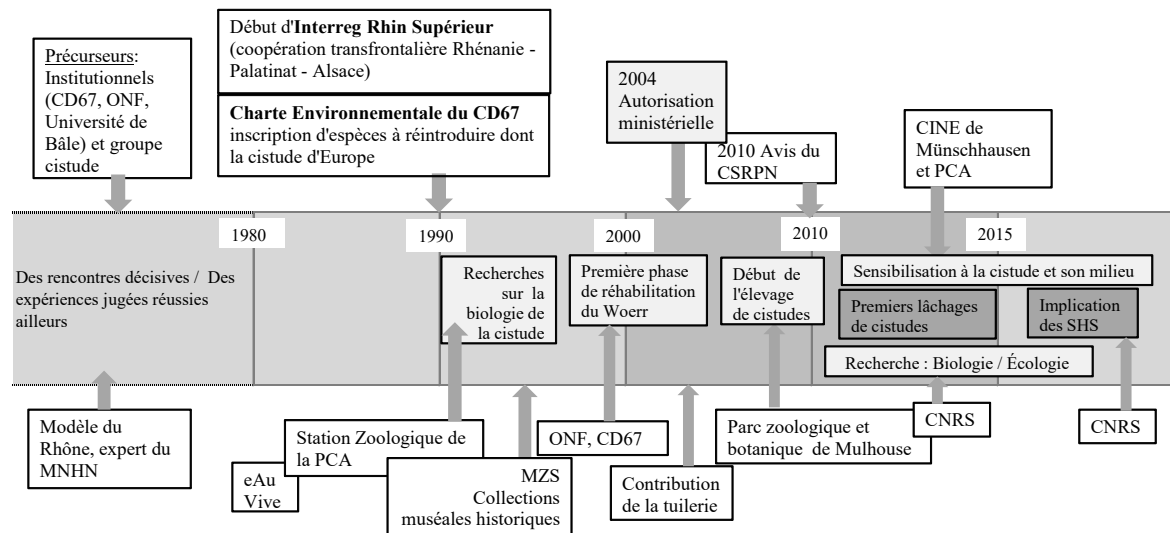 Précurseurs:
Institutionnels
(CD67, ONF,
Université de
Bâle) et groupe
cistude
Début d'Interreg Rhin Supérieur
(coopération transfrontalière Rhénanie -
Palatinat - Alsace)
Charte Environnementale du CD67
inscription d'espèces à réintroduire dont
la cistude d'Europe
2004
Autorisation
ministérielle
2010 Avis du
CSRPN
CINE de
Münschhausen
et PCA
1980
1990
2000
2010
2015
Des rencontres décisives / Des
expériences jugées réussies
ailleurs
Recherches
sur la
biologie de
la cistude
Première phase
de réhabilitation
du Woerr
Début de
l'élevage
de cistudes
Sensibilisation à la cistude et son milieu
Premiers lâchages
de cistudes
Implication
des SHS
Recherche : Biologie / Écologie
Modèle du
Rhône, expert du
MNHN
eAu
Vive
Station Zoologique de
la PCA
MZS
Collections
muséales historiques
ONF, CD67
Contribution
de la tuilerie
Parc zoologique et
botanique de Mulhouse
CNRS
CNRS